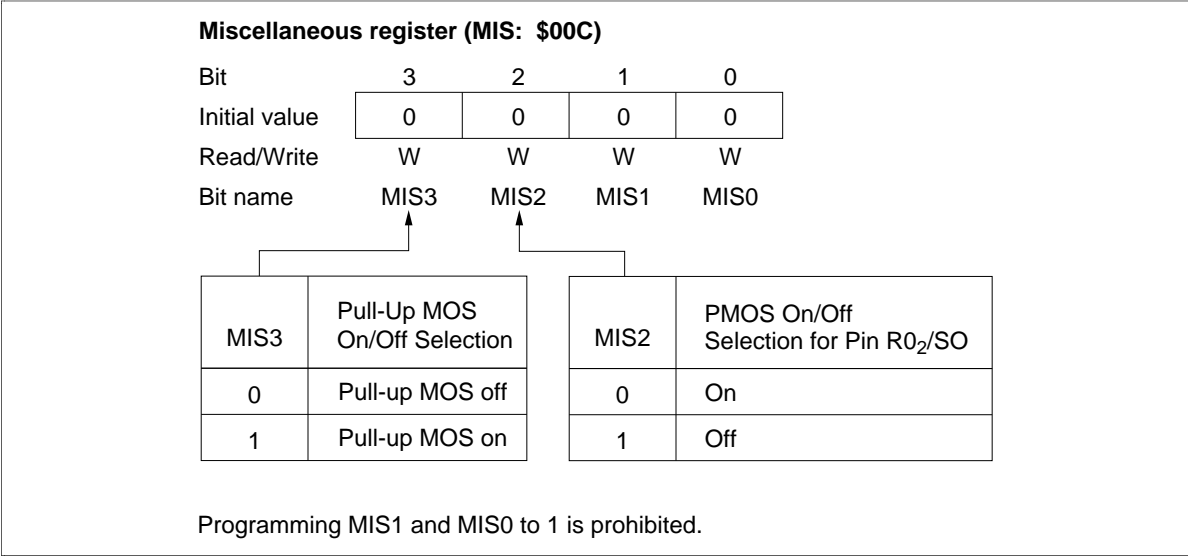 Miscellaneous register (MIS: $00C)
Bit 3 2 1 0
Initial value 0 0 0 0
Read/Write W W W W
Bit name MIS3 MIS2 MIS1 MIS0
MIS3 Pull-Up MOS
On/Off Selection
0 Pull-up MOS off
1 Pull-up MOS on
MIS2 PMOS On/Off
Selection for Pin R0₂/SO
0 On
1 Off
Programming MIS1 and MIS0 to 1 is prohibited.